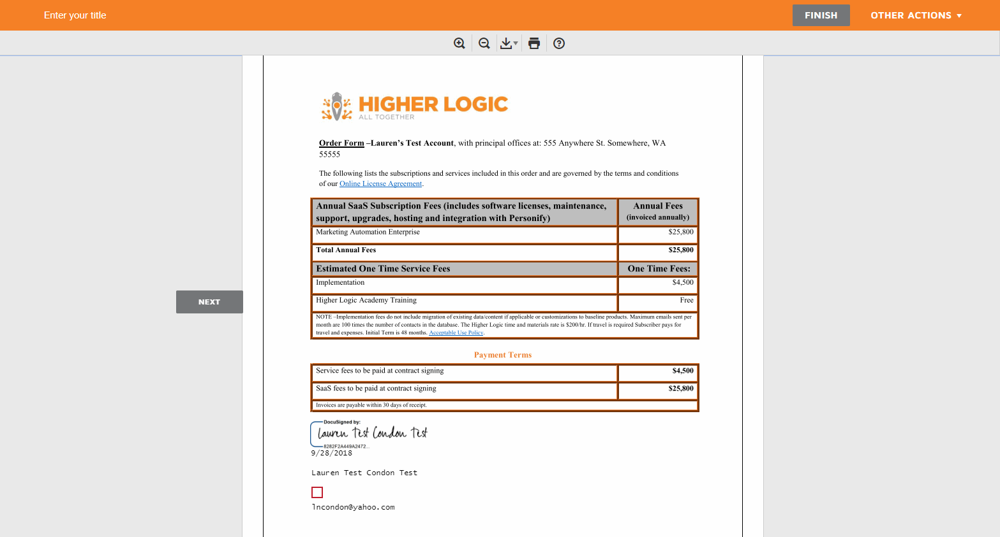 Enter your title
FINISH
OTHER ACTIONS
HIGHER LOGIC
ALL TOGETHER
Order Form –Lauren's Test Account, with principal offices at: 555 Anywhere St. Somewhere, WA
55555
The following lists the subscriptions and services included in this order and are governed by the terms and conditions
of our Online License Agreement.
Annual SaaS Subscription Fees (includes software licenses, maintenance,
support, upgrades, hosting and integration with Personify)
Annual Fees
(invoiced annually)
Marketing Automation Enterprise $25,800
Total Annual Fees $25,800
Estimated One Time Service Fees One Time Fees:
Implementation $4,500
NEXT
Higher Logic Academy Training Free
NOTE –Implementation fees do not include migration of existing data/content if applicable or customizations to baseline products. Maximum emails sent per
month are 100 times the number of contacts in the database. The Higher Logic time and materials rate is $200/hr. If travel is required Subscriber pays for
travel and expenses. Initial Term is 48 months. Acceptable Use Policy.
Payment Terms
Service fees to be paid at contract signing $4,500
SaaS fees to be paid at contract signing $25,800
Invoices are payable within 30 days of receipt.
DocuSigned by:
Lauren Test Condon Test
8282F2A449A2472...
9/28/2018
Lauren Test Condon Test
lncondon@yahoo.com